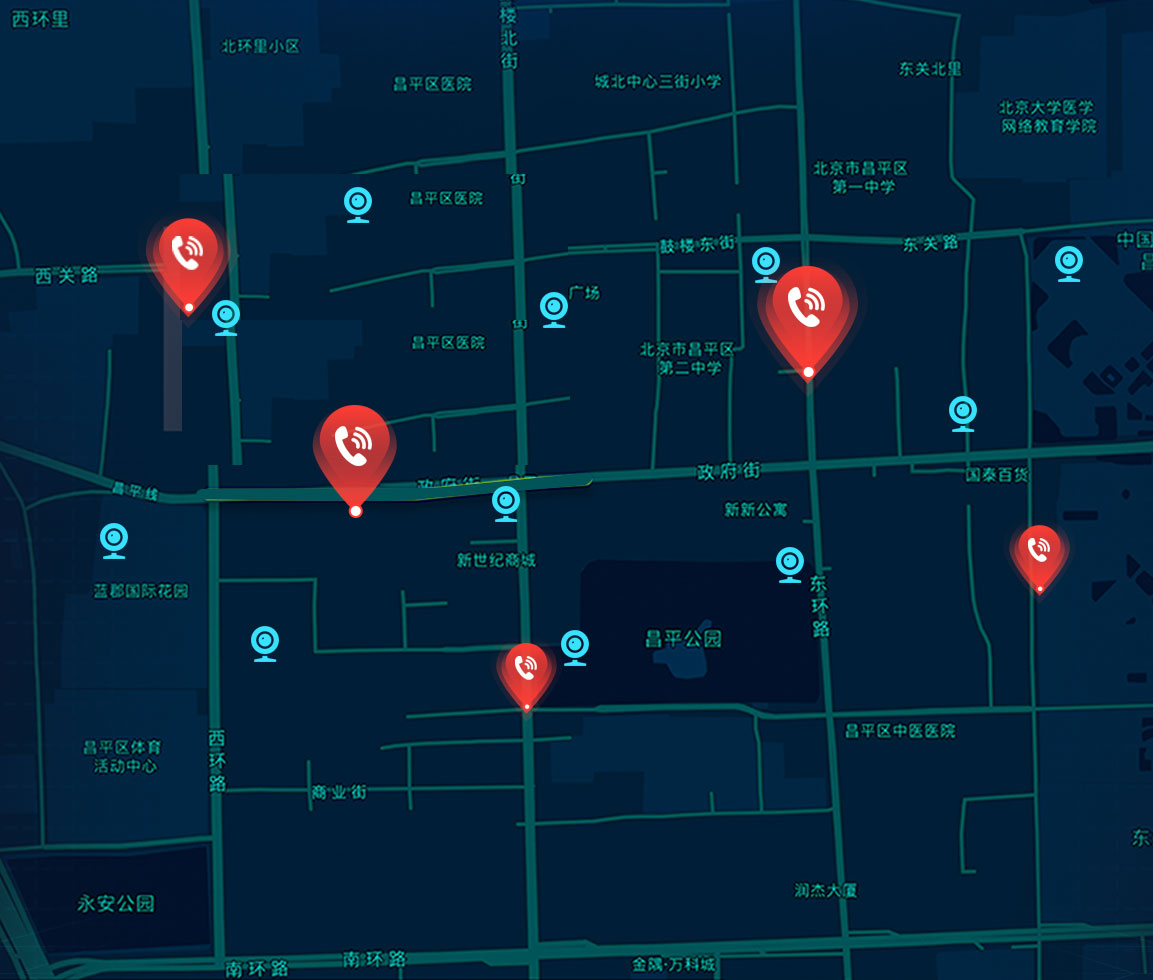 西环里
楼北街
北环里小区
昌平区医院
城北中心三街小学
东关北里
北京大学医学
网络教育学院
北京市昌平区
第一中学
街
昌平区医院
鼓楼东街
东关路
中国
昌
西关路
广场
街
昌平区医院
北京市昌平区
第二中学
政府街
国泰百货
昌平线
新新公寓
新世纪商城
蓝郡国际花园
东环路
昌平公园
昌平区中医医院
西环路
昌平区体育
活动中心
商业街
东
润杰大厦
永安公园
南环路
南环路
金隅·万科城